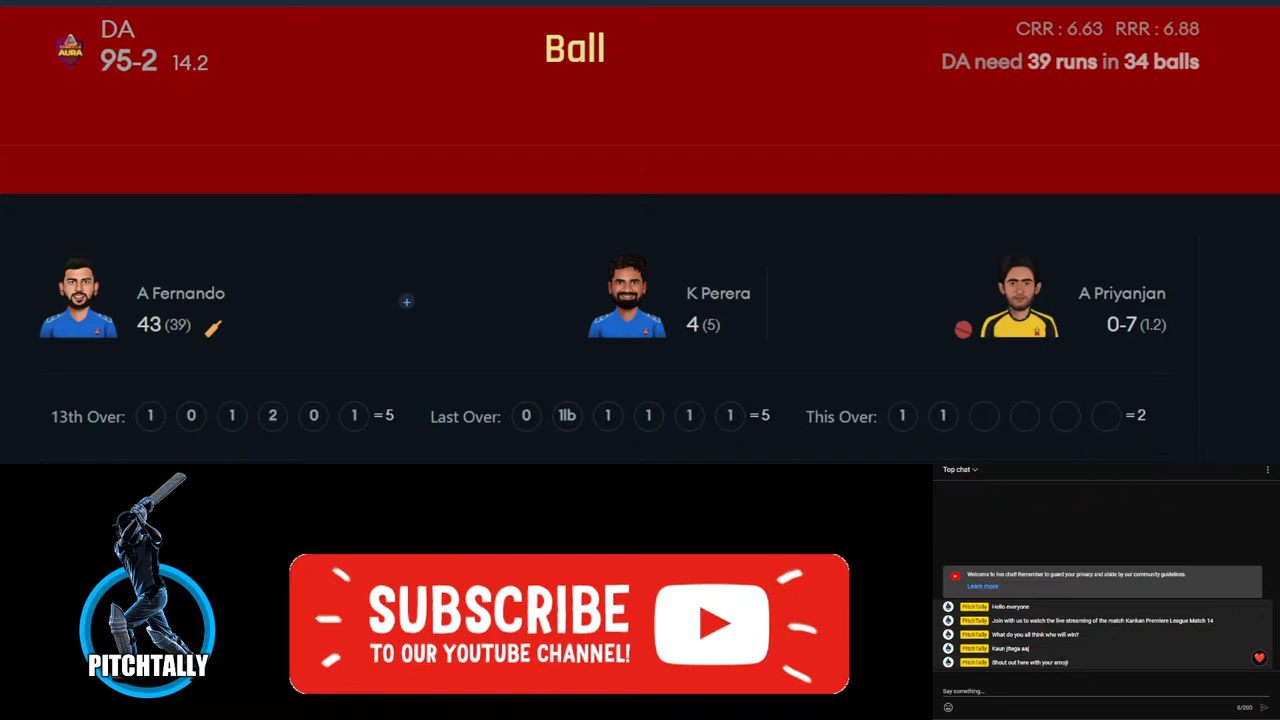 DA
95-2 14.2
AURA
Ball
CRR : 6.63 RRR : 6.88
DA need 39 runs in 34 balls
A Fernando
43 (39)
K Perera
4 (5)
A Priyanjan
0-7 (1.2)
13th Over: 1 0 1 2 0 1 =5
Last Over: 0 1lb 1 1 1 1 =5
This Over: 1 1 =2
PITCHTALLY
SUBSCRIBE
TO OUR YOUTUBE CHANNEL!
Top chat
Welcome to live chat! Remember to guard your privacy and abide by our community guidelines.
Learn more
PitchTally Hello everyone
PitchTally Join with us to watch the live streaming of the match Kankan Premiere League Match 14
PitchTally What do you all think who will win?
PitchTally Kaun jitega aaj
PitchTally Shout out here with your emoji
Say something...
0/200